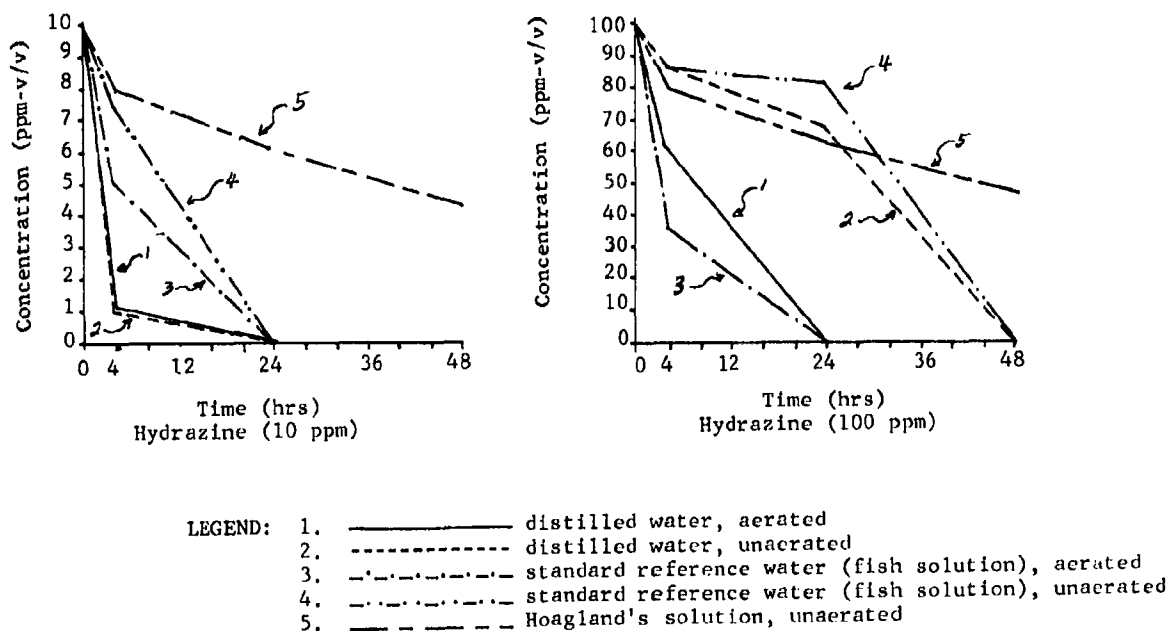 Concentration (ppm-v/v)
10
9
8
7
6
5
4
3
2
1
0
5
4
1
3
2
0 4 12 24 36 48
Time (hrs)
Hydrazine (10 ppm)
Concentration (ppm-v/v)
100
90
80
70
60
50
40
30
20
10
0
4
5
1
2
3
0 4 12 24 36 48
Time (hrs)
Hydrazine (100 ppm)
LEGEND: 1. distilled water, aerated
2. distilled water, unaerated
3. standard reference water (fish solution), aerated
4. standard reference water (fish solution), unaerated
5. Hoagland's solution, unaerated